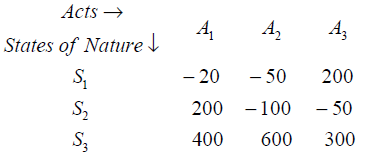 Acts →
States of Nature ↓ A₁ A₂ A₃
S₁ – 20 – 50 200
S₂ 200 – 100 – 50
S₃ 400 600 300